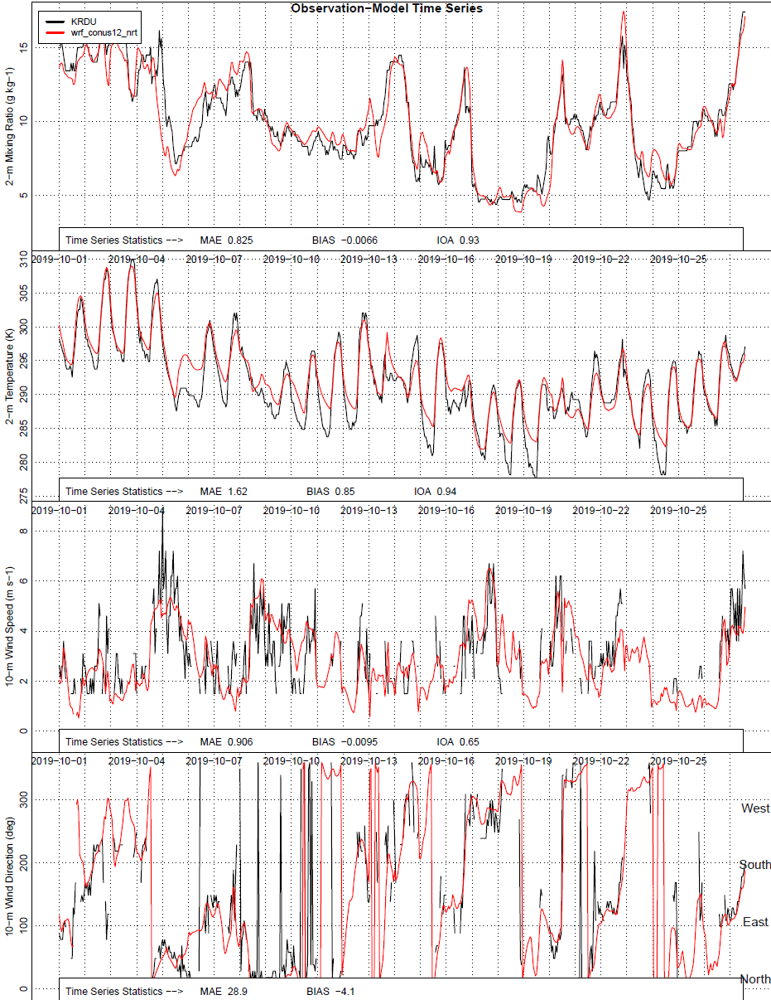 Observation−Model Time Series
KRDU
wrf_conus12_nrt
2−m Mixing Ratio (g kg−1)
15
10
5
Time Series Statistics −−> MAE 0.825 BIAS −0.0066 IOA 0.93
2019−10−01 2019−10−04 2019−10−07 2019−10−10 2019−10−13 2019−10−16 2019−10−19 2019−10−22 2019−10−25
2−m Temperature (K)
310
305
300
295
290
285
280
275
Time Series Statistics −−> MAE 1.62 BIAS 0.85 IOA 0.94
2019−10−01 2019−10−04 2019−10−07 2019−10−10 2019−10−13 2019−10−16 2019−10−19 2019−10−22 2019−10−25
10−m Wind Speed (m s−1)
8
6
4
2
0
Time Series Statistics −−> MAE 0.906 BIAS −0.0095 IOA 0.65
2019−10−01 2019−10−04 2019−10−07 2019−10−10 2019−10−13 2019−10−16 2019−10−19 2019−10−22 2019−10−25
10−m Wind Direction (deg)
300
200
100
0
West
South
East
North
Time Series Statistics −−> MAE 28.9 BIAS −4.1